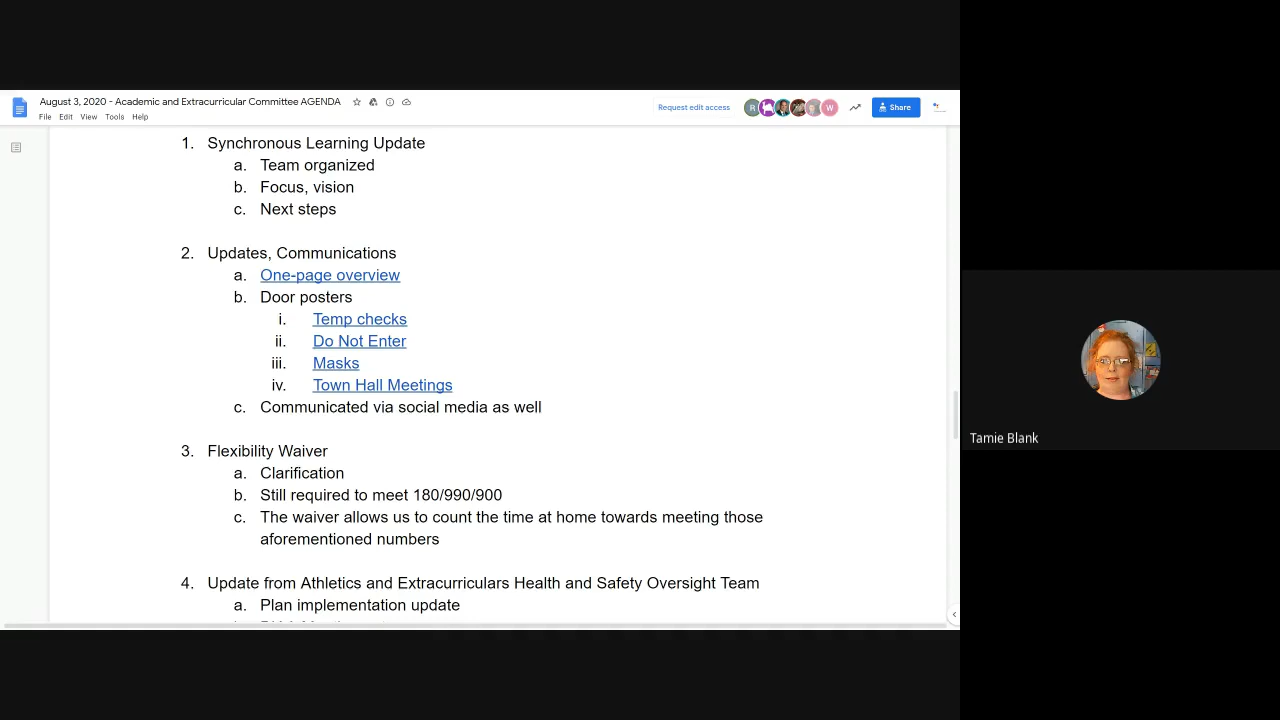 August 3, 2020 - Academic and Extracurricular Committee AGENDA
File Edit View Tools Help
Request edit access
R
W
Share
1. Synchronous Learning Update
a. Team organized
b. Focus, vision
c. Next steps
2. Updates, Communications
a. One-page overview
b. Door posters
i. Temp checks
ii. Do Not Enter
iii. Masks
iv. Town Hall Meetings
c. Communicated via social media as well
3. Flexibility Waiver
a. Clarification
b. Still required to meet 180/990/900
c. The waiver allows us to count the time at home towards meeting those
aforementioned numbers
4. Update from Athletics and Extracurriculars Health and Safety Oversight Team
a. Plan implementation update
Tamie Blank